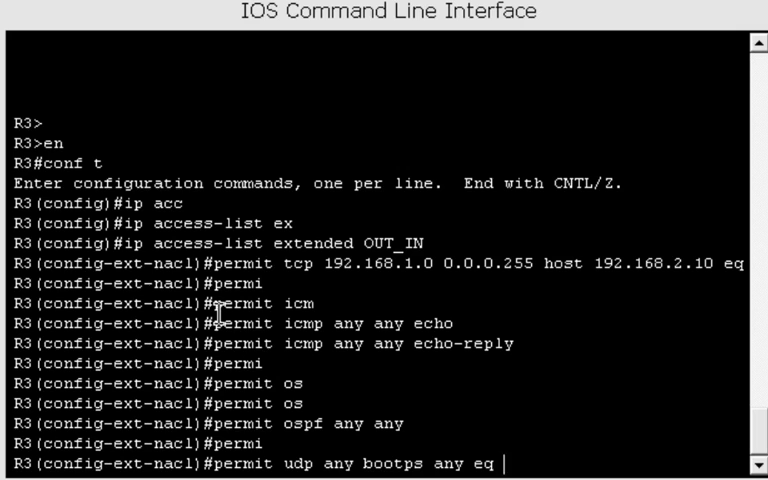 IOS Command Line Interface
R3>
R3>en
R3#conf t
Enter configuration commands, one per line.  End with CNTL/Z.
R3(config)#ip acc
R3(config)#ip access-list ex
R3(config)#ip access-list extended OUT_IN
R3(config-ext-nacl)#permit tcp 192.168.1.0 0.0.0.255 host 192.168.2.10 eq
R3(config-ext-nacl)#permi
R3(config-ext-nacl)#permit icm
R3(config-ext-nacl)#permit icmp any any echo
R3(config-ext-nacl)#permit icmp any any echo-reply
R3(config-ext-nacl)#permi
R3(config-ext-nacl)#permit os
R3(config-ext-nacl)#permit os
R3(config-ext-nacl)#permit ospf any any
R3(config-ext-nacl)#permi
R3(config-ext-nacl)#permit udp any bootps any eq